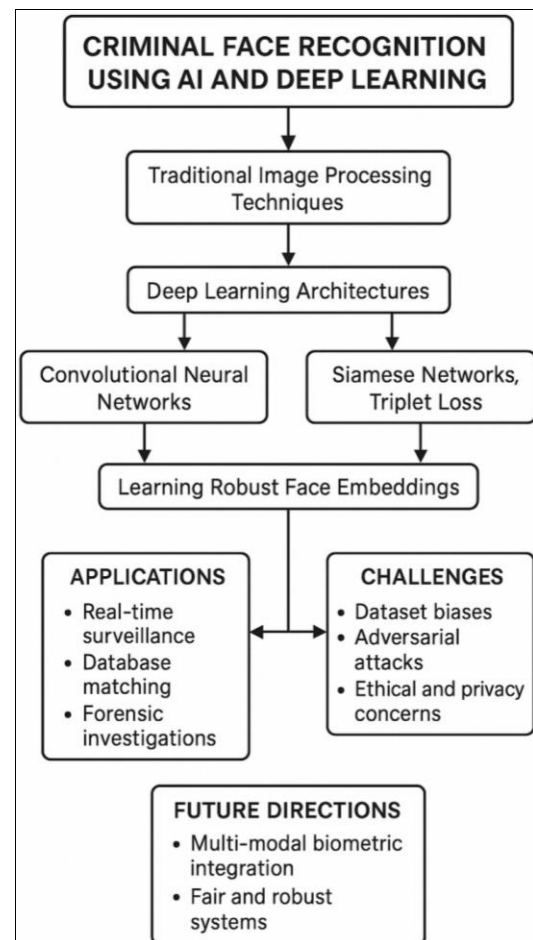 CRIMINAL FACE RECOGNITION
USING AI AND DEEP LEARNING
Traditional Image Processing
Techniques
Deep Learning Architectures
Convolutional Neural
Networks
Siamese Networks,
Triplet Loss
Learning Robust Face Embeddings
APPLICATIONS
• Real-time
surveillance
• Database
matching
• Forensic
investigations
CHALLENGES
• Dataset biases
• Adversarial
attacks
• Ethical and privacy
concerns
FUTURE DIRECTIONS
• Multi-modal biometric
integration
• Fair and robust
systems